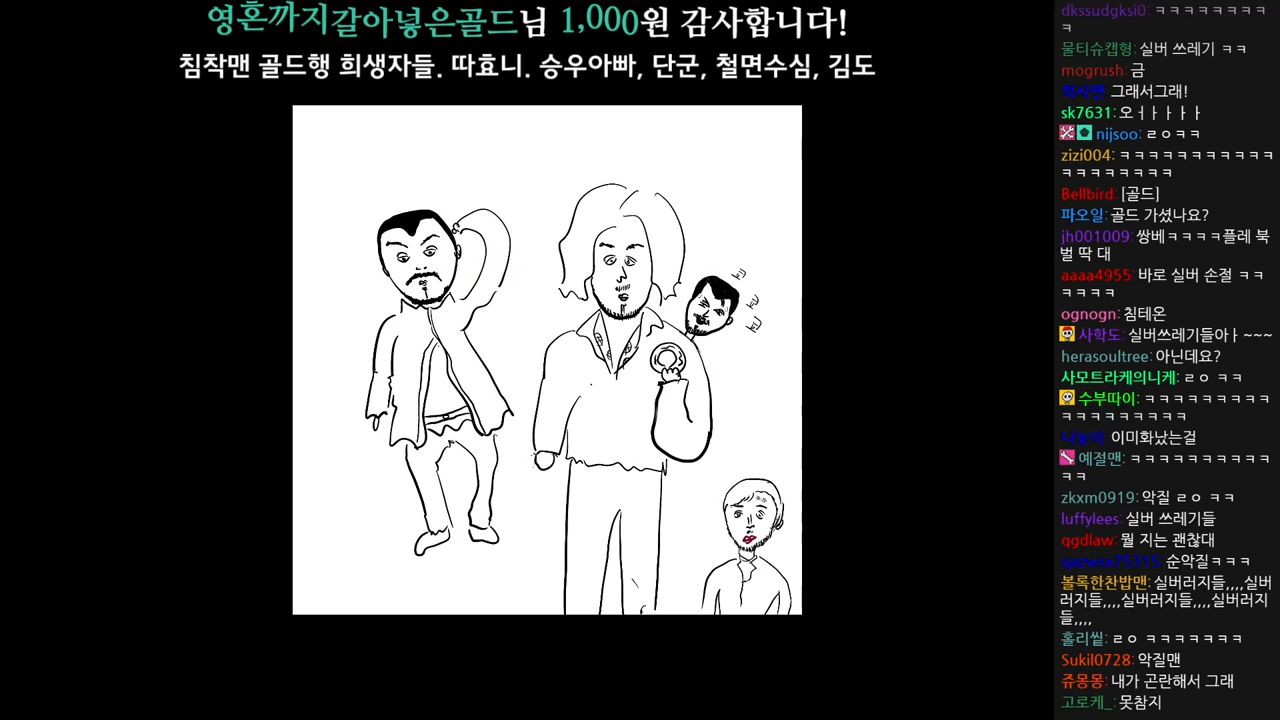 영혼까지갈아넣은골드님 1,000원 감사합니다!
침착맨 골드행 희생자들. 따효니. 승우아빠, 단군, 철면수심, 김도
ㅋ
ㅋ
ㅋ
dkssudgksi0: ㅋㅋㅋㅋㅋㅋㅋㅋ
ㅋ
물티슈캡형: 실버 쓰레기 ㅋㅋ
mogrush: 금
그래서그래!
sk7631: 오ㅓㅏㅏㅏㅏ
nijsoo: ㄹㅇㅋㅋ
zizi004: ㅋㅋㅋㅋㅋㅋㅋㅋㅋㅋㅋ
ㅋㅋㅋㅋㅋㅋㅋㅋ
Bellbird: [골드]
파오일: 골드 가셨나요?
jh001009: 쌍베ㅋㅋㅋㅋ플레 북
벌 딱 대
aaaa4955: 바로 실버 손절 ㅋㅋ
ㅋㅋㅋㅋ
ognogn: 침테온
사학도: 실버쓰레기들아ㅏ~~~
herasoultree: 아닌데요?
사모트라케의니케: ㄹㅇ ㅋㅋ
수부따이: ㅋㅋㅋㅋㅋㅋㅋㅋㅋ
ㅋㅋㅋㅋㅋㅋㅋㅋㅋ
이미화났는걸
예절맨: ㅋㅋㅋㅋㅋㅋㅋㅋㅋㅋ
ㅋㅋ
zkxm0919: 악질 ㄹㅇ ㅋㅋ
luffylees: 실버 쓰레기들
qgdlaw: 뭘 지는 괜찮대
qazwsx75315: 순악질ㅋㅋㅋ
볼록한찬밥맨: 실버러지들,,,,실버
러지들,,,,실버러지들,,,,실버러지
들,,,,
홀리씥: ㄹㅇ ㅋㅋㅋㅋㅋㅋㅋ
Sukil0728: 악질맨
쥬몽몽: 내가 곤란해서 그래
고로케_: 못참지